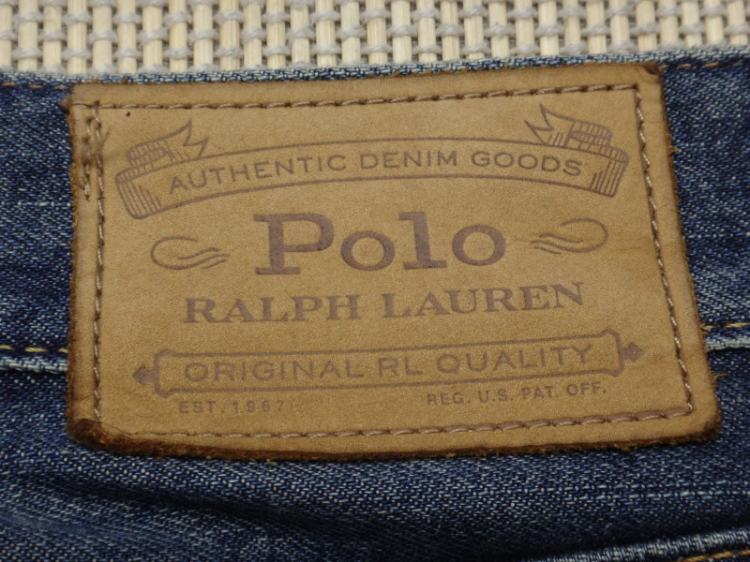 AUTHENTIC DENIM GOODS
Polo
RALPH LAUREN
ORIGINAL RL QUALITY
EST. 1967
REG. U.S. PAT. OFF.